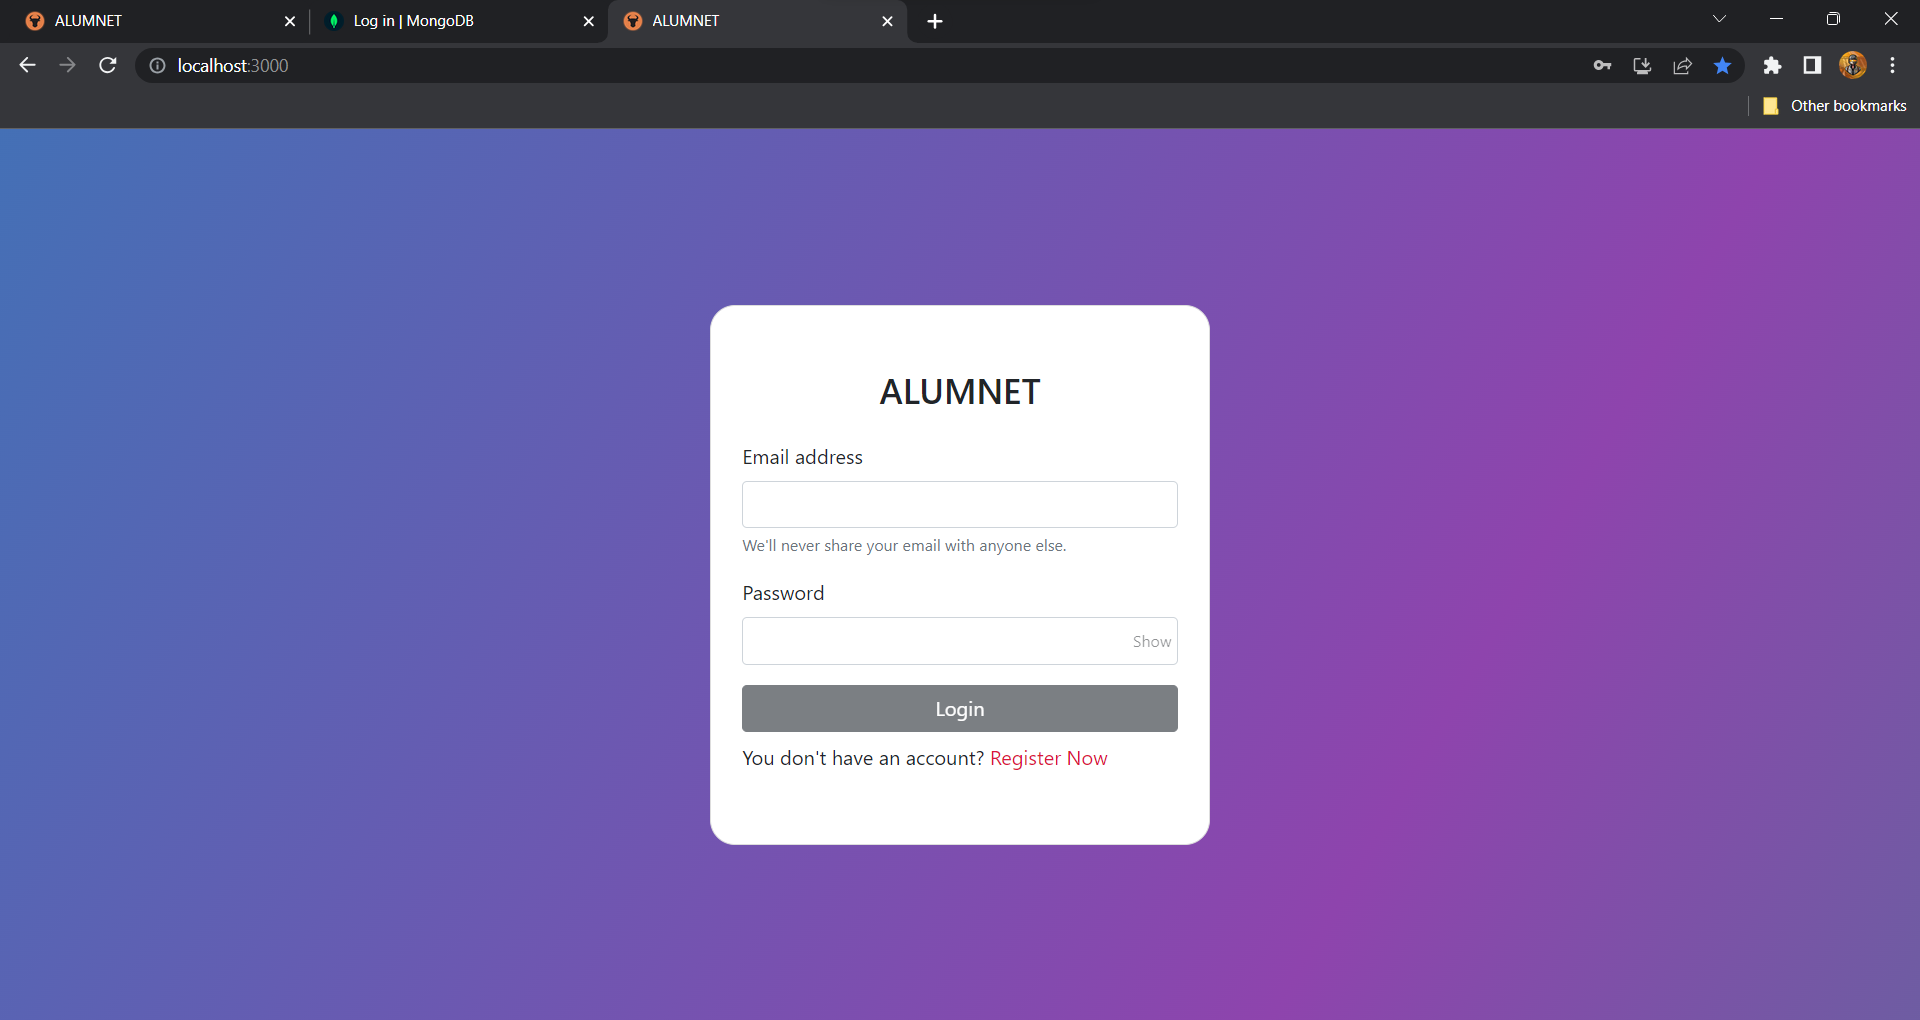 ALUMNET
Log in | MongoDB
ALUMNET
localhost:3000
Other bookmarks
ALUMNET
Email address
We'll never share your email with anyone else.
Password
Show
Login
You don't have an account? Register Now